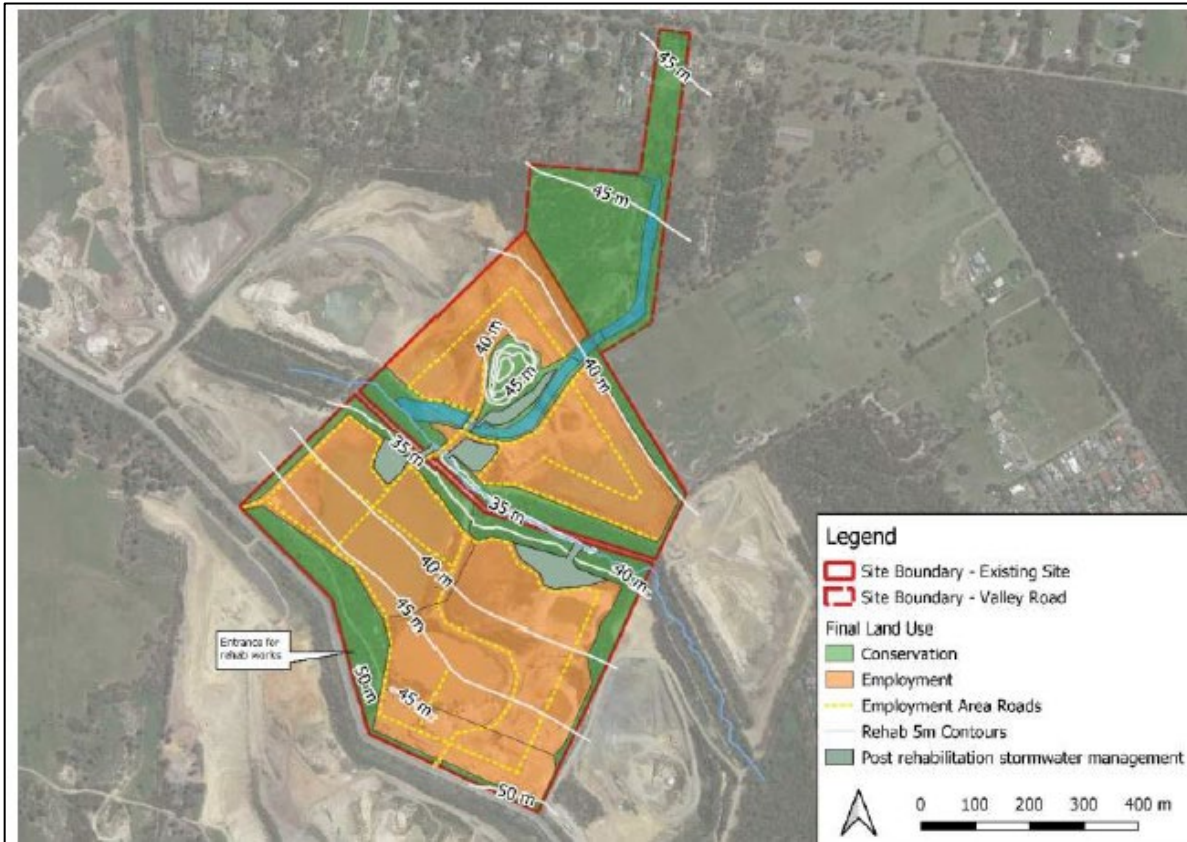 45 m
45 m
40 m
45 m
40 m
35 m
35 m
40 m
40 m
45 m
Entrance for
rehab works
50 m
45 m
50 m
Legend
Site Boundary - Existing Site
Site Boundary - Valley Road
Final Land Use
Conservation
Employment
Employment Area Roads
Rehab 5m Contours
Post rehabilitation stormwater management
0 100 200 300 400 m